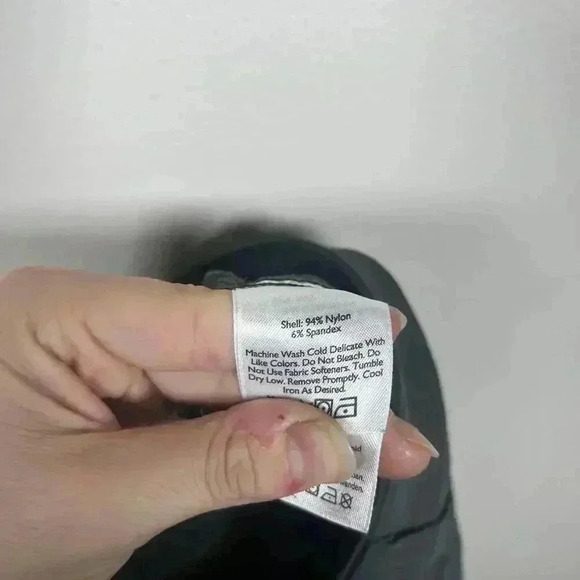 Shell: 94% Nylon
6% Spandex
Machine Wash Cold Delicate With
Like Colors. Do Not Bleach. Do
Not Use Fabric Softeners. Tumble
Dry Low. Remove Promptly. Cool
Iron As Desired.